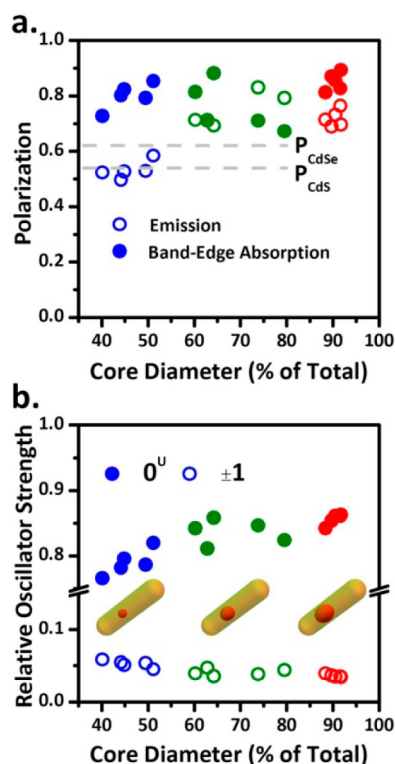 a.
1.0
0.8
0.6
0.4
0.2
0.0
Polarization
P CdSe
P CdS
Emission
Band-Edge Absorption
40 50 60 70 80 90 100
Core Diameter (% of Total)
b.
1.0
0.9
0.8
0.1
0.0
Relative Oscillator Strength
0ᵁ ±1
40 50 60 70 80 90 100
Core Diameter (% of Total)